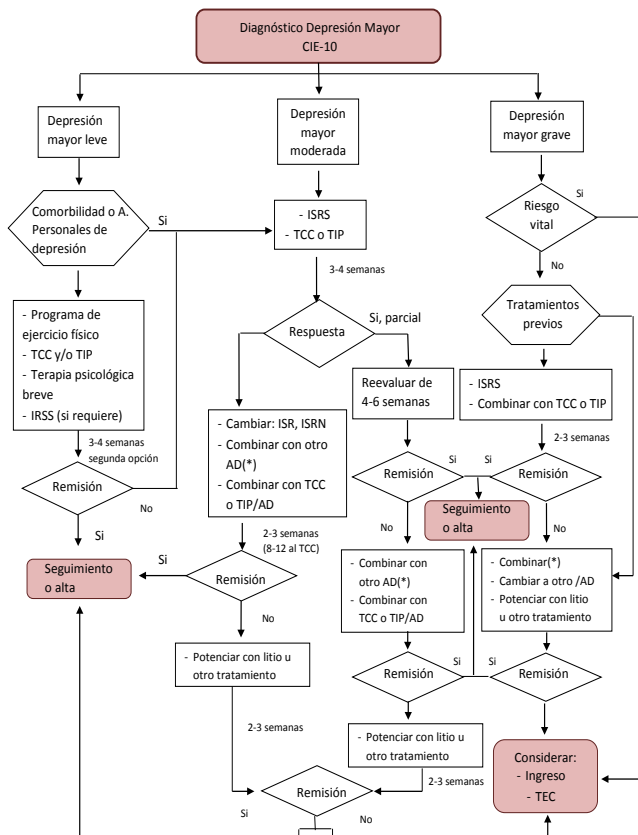 Diagnóstico Depresión Mayor
CIE-10
Depresión
mayor leve
Depresión
mayor
moderada
Depresión
mayor grave
Comorbilidad o A.
Personales de
depresión
Si
- ISRS
- TCC o TIP
Riesgo
vital
Si
No
3-4 semanas
- Programa de
ejercicio físico
- TCC y/o TIP
- Terapia psicológica
breve
- IRSS (si requiere)
Respuesta
Si, parcial
Tratamientos
previos
Reevaluar de
4-6 semanas
- ISRS
- Combinar con TCC o TIP
- Cambiar: ISR, ISRN
- Combinar con otro
AD(*)
- Combinar con TCC
o TIP/AD
3-4 semanas
segunda opción
2-3 semanas
Remisión
No
Si
Remisión
Si
Si
Remisión
Seguimiento
o alta
No
No
2-3 semanas
(8-12 al TCC)
Seguimiento
o alta
Si
Remisión
No
- Combinar con
otro AD(*)
- Combinar con
TCC o TIP/AD
- Combinar(*)
- Cambiar a otro /AD
- Potenciar con litio
u otro tratamiento
- Potenciar con litio u
otro tratamiento
Remisión
Si
Si
Remisión
2-3 semanas
- Potenciar con litio u
otro tratamiento
2-3 semanas
Considerar:
- Ingreso
- TEC
Remisión
Si
No